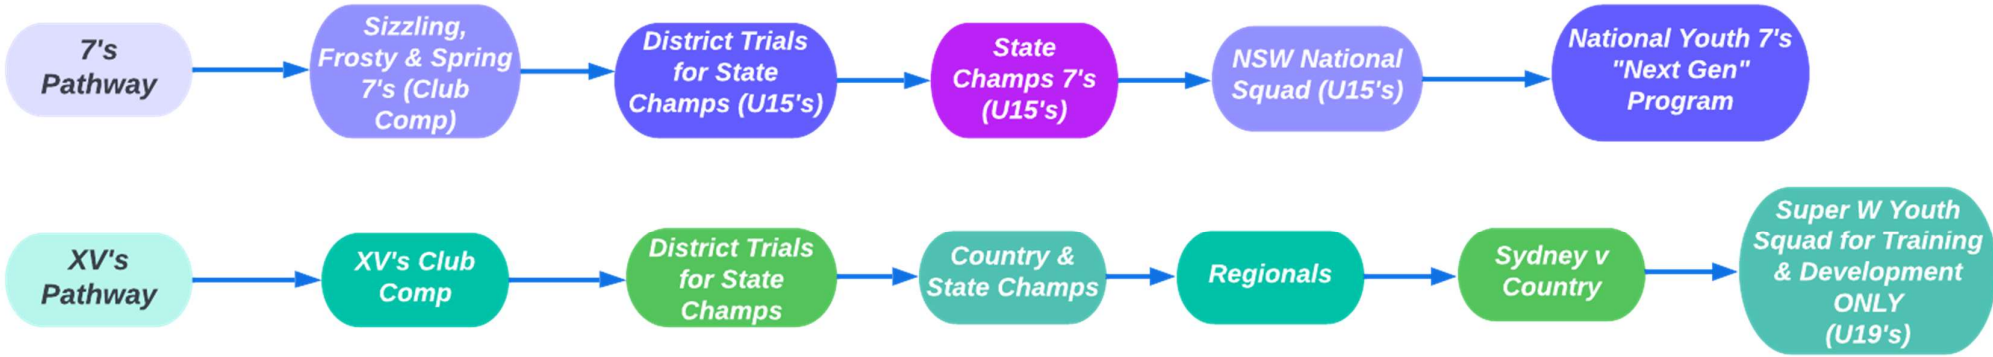 7's
Pathway
Sizzling,
Frosty & Spring
7's (Club
Comp)
District Trials
for State
Champs (U15's)
State
Champs 7's
(U15's)
NSW National
Squad (U15's)
National Youth 7's
"Next Gen"
Program
XV's
Pathway
XV's Club
Comp
District Trials
for State
Champs
Country &
State Champs
Regionals
Sydney v
Country
Super W Youth
Squad for Training
& Development
ONLY
(U19's)